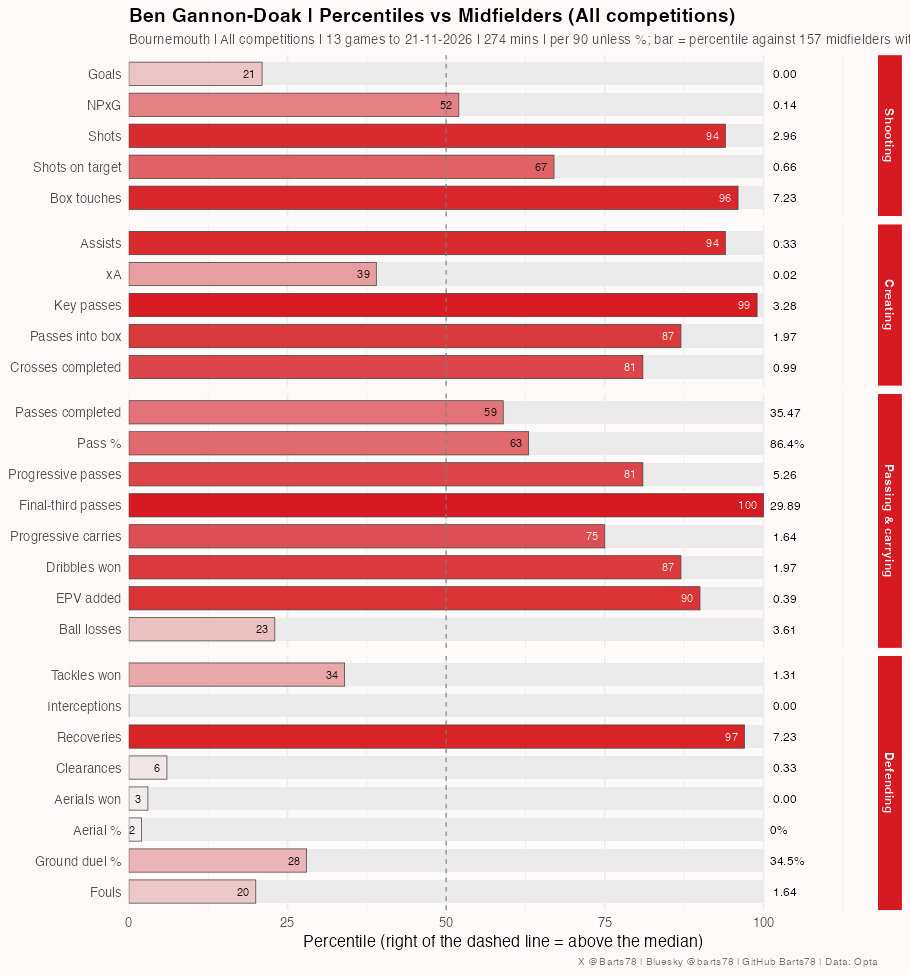 Ben Gannon-Doak | Percentiles vs Midfielders (All competitions)
Bournemouth | All competitions | 13 games to 21-11-2026 | 274 mins | per 90 unless %; bar = percentile against 157 midfielders wit
Goals 21 0.00
NPxG 52 0.14
Shots 94 2.96
Shots on target 67 0.66
Box touches 96 7.23
Shooting
Assists 94 0.33
xA 39 0.02
Key passes 99 3.28
Passes into box 87 1.97
Crosses completed 81 0.99
Creating
Passes completed 59 35.47
Pass % 63 86.4%
Progressive passes 81 5.26
Final-third passes 100 29.89
Progressive carries 75 1.64
Dribbles won 87 1.97
EPV added 90 0.39
Ball losses 23 3.61
Passing & carrying
Tackles won 34 1.31
Interceptions 0.00
Recoveries 97 7.23
Clearances 6 0.33
Aerials won 3 0.00
Aerial % 2 0%
Ground duel % 28 34.5%
Fouls 20 1.64
Defending
0 25 50 75 100
Percentile (right of the dashed line = above the median)
X @Barts78 | Bluesky @barts78 | GitHub Barts78 | Data: Opta